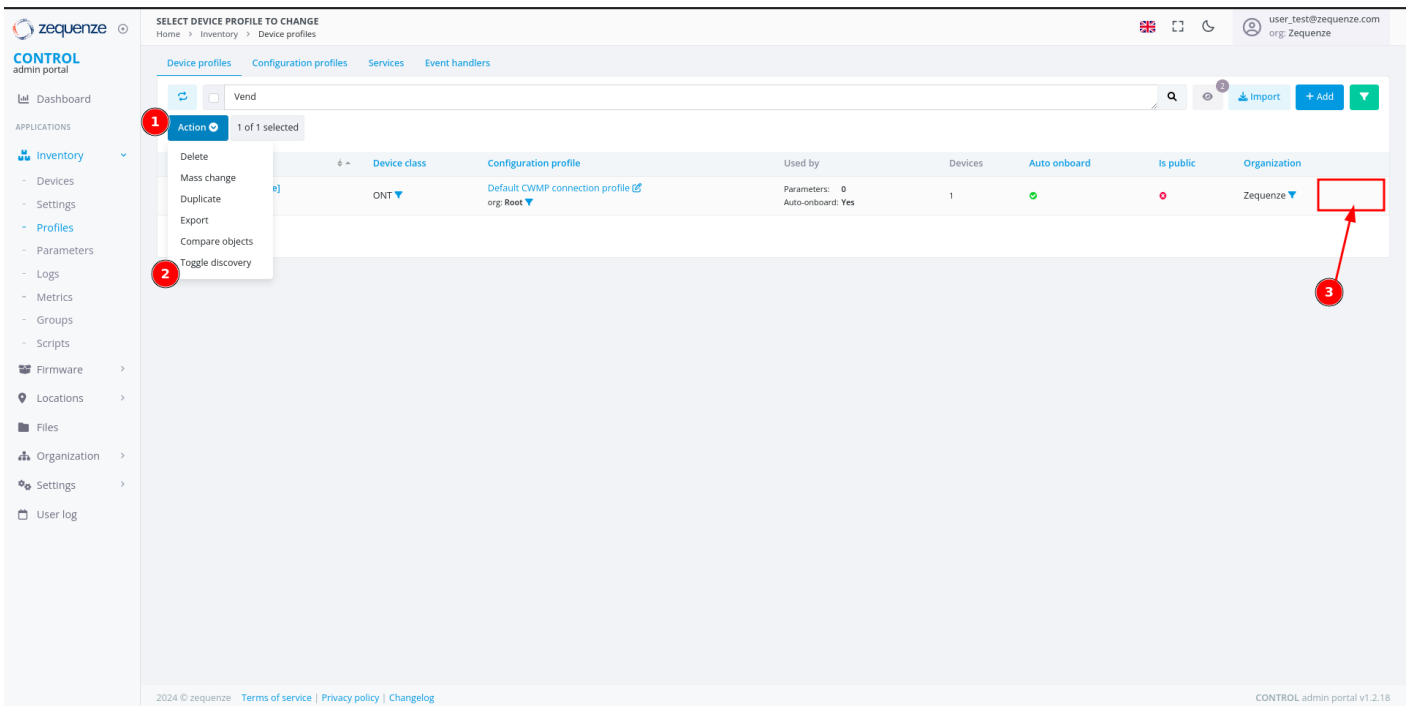 zequenze
CONTROL
admin portal
Dashboard
APPLICATIONS
Inventory
- Devices
- Settings
- Profiles
- Parameters
- Logs
- Metrics
- Groups
- Scripts
Firmware
Locations
Files
Organization
Settings
User log
SELECT DEVICE PROFILE TO CHANGE
Home > Inventory > Device profiles
user_test@zequenze.com
org: Zequenze
Device profiles Configuration profiles Services Event handlers
Vend
2
Import
+ Add
1
Action
1 of 1 selected
Delete
Mass change
Duplicate
Export
Compare objects
Toggle discovery
2
Device class Configuration profile Used by Devices Auto onboard Is public Organization
e]
ONT
Default CWMP connection profile
org: Root
Parameters: 0
Auto-onboard: Yes
1
Zequenze
3
2024 © zequenze Terms of service | Privacy policy | Changelog
CONTROL admin portal v1.2.18